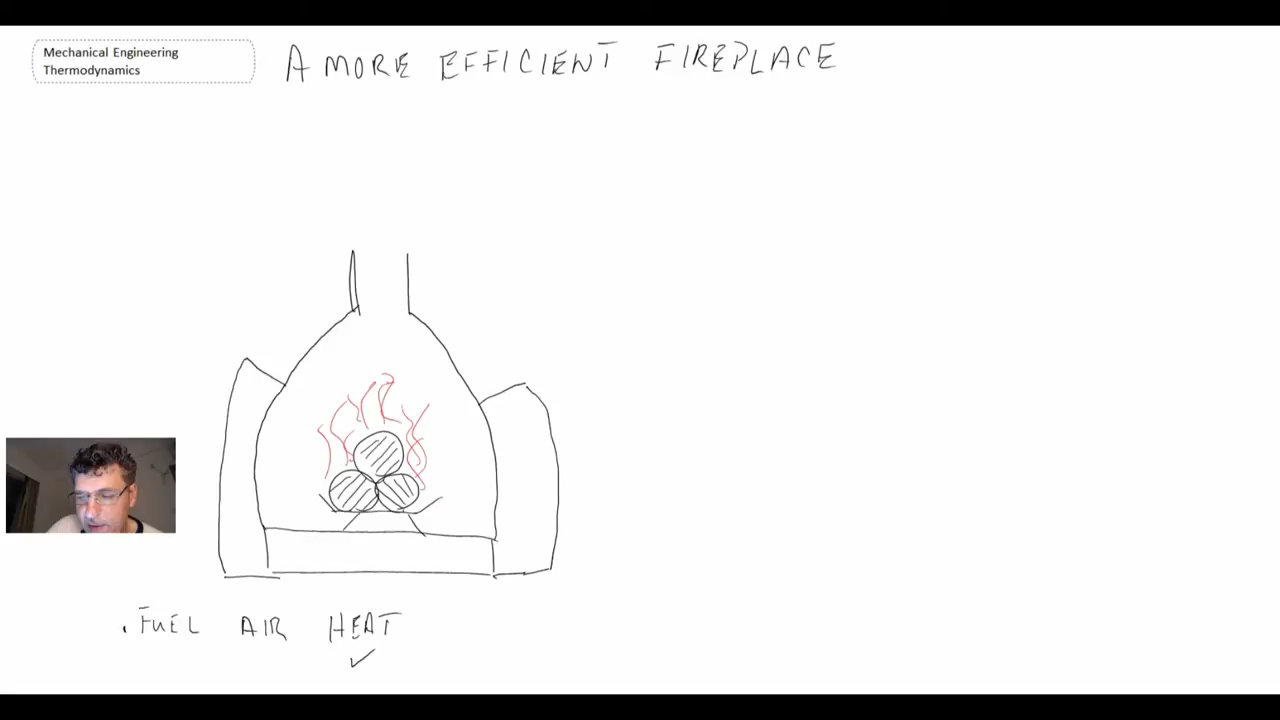 Mechanical Engineering
Thermodynamics
A MORE EFFICIENT FIREPLACE
. FUEL AIR HEAT